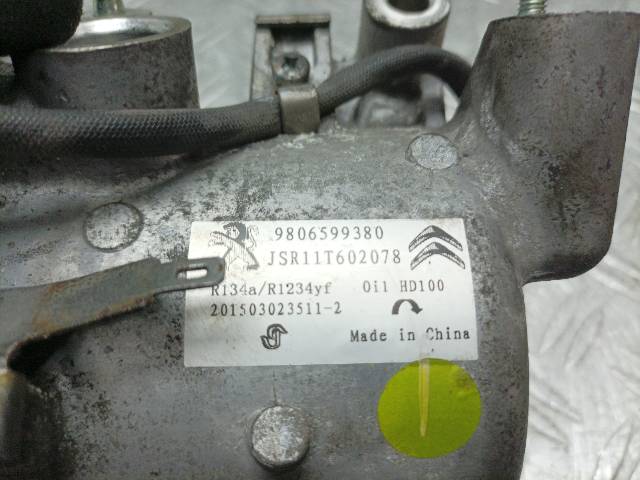 9806599380
JSR11T602078
R134a/R1234yf Oil HD100
201503023511-2
Made in China